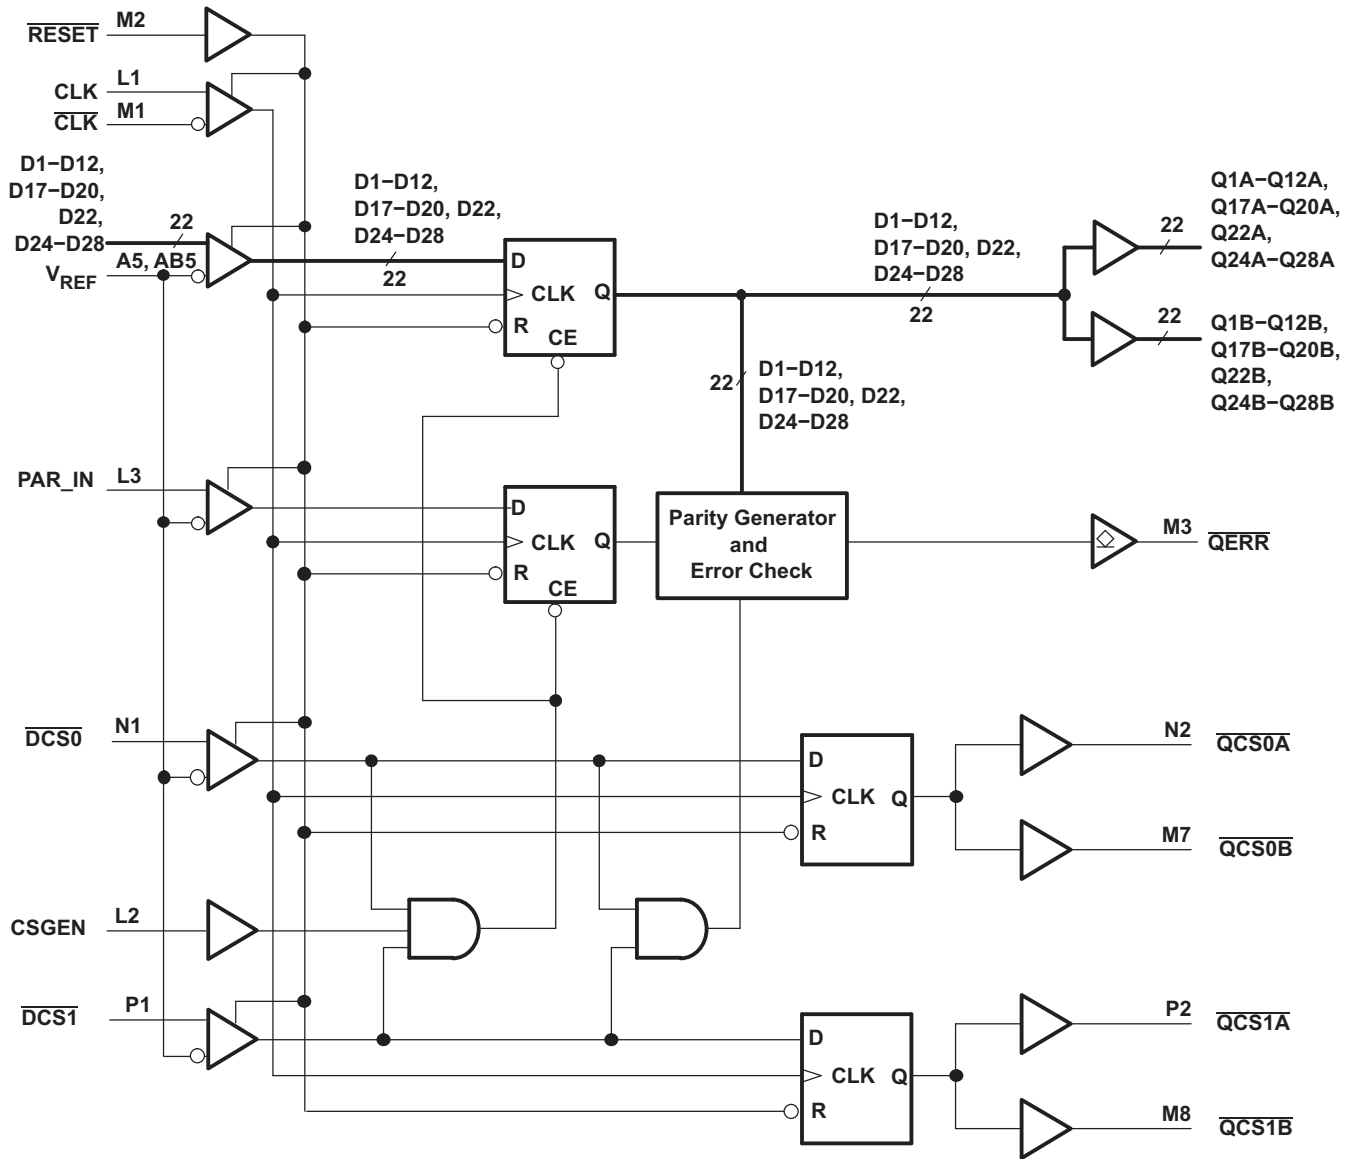 RESET
M2
CLK
L1
CLK
M1
D1−D12,
D17−D20,
D22,
D24−D28
22
VREF
A5, AB5
D1−D12,
D17−D20, D22,
D24−D28
22
D
CLK
Q
R
CE
D1−D12,
D17−D20, D22,
D24−D28
22
22
Q1A−Q12A,
Q17A−Q20A,
Q22A,
Q24A−Q28A
22
Q1B−Q12B,
Q17B−Q20B,
Q22B,
Q24B−Q28B
22
D1−D12,
D17−D20, D22,
D24−D28
PAR_IN
L3
D
CLK
Q
R
CE
Parity Generator
and
Error Check
M3
QERR
DCS0
N1
D
CLK
Q
R
N2
QCS0A
M7
QCS0B
CSGEN
L2
DCS1
P1
D
CLK
Q
R
P2
QCS1A
M8
QCS1B